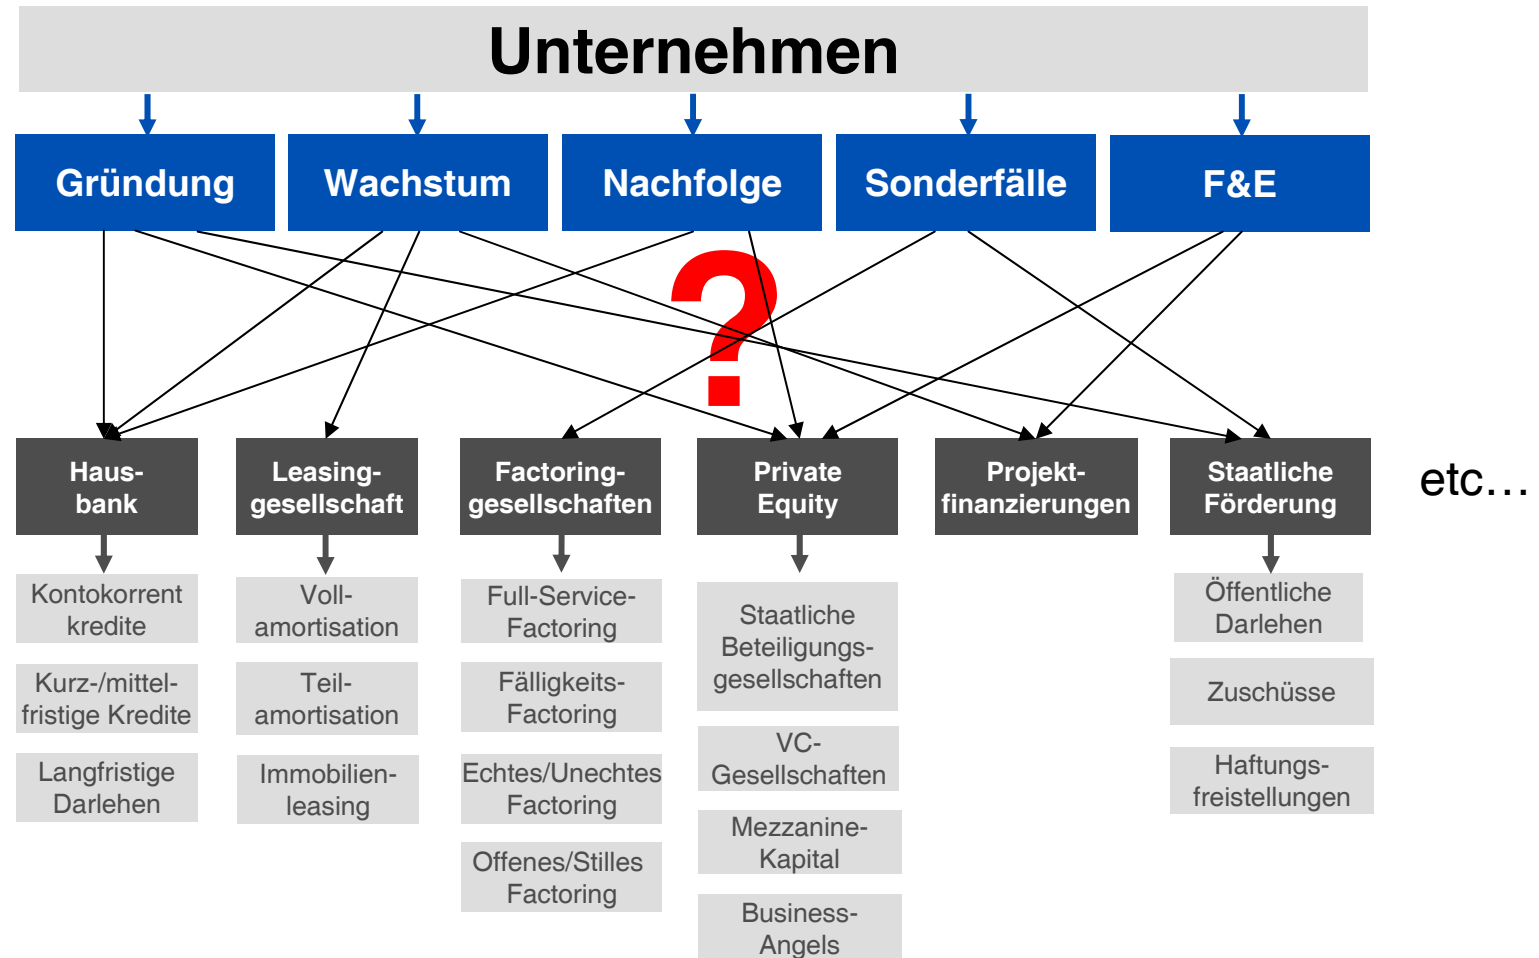 Unternehmen
Gründung
Wachstum
Nachfolge
Sonderfälle
F&E
?
Haus-
bank
Leasing-
gesellschaft
Factoring-
gesellschaften
Private
Equity
Projekt-
finanzierungen
Staatliche
Förderung
etc…
Kontokorrent
kredite
Kurz-/mittel-
fristige Kredite
Langfristige
Darlehen
Voll-
amortisation
Teil-
amortisation
Immobilien-
leasing
Full-Service-
Factoring
Fälligkeits-
Factoring
Echtes/Unechtes
Factoring
Offenes/Stilles
Factoring
Staatliche
Beteiligungs-
gesellschaften
VC-
Gesellschaften
Mezzanine-
Kapital
Business-
Angels
Öffentliche
Darlehen
Zuschüsse
Haftungs-
freistellungen